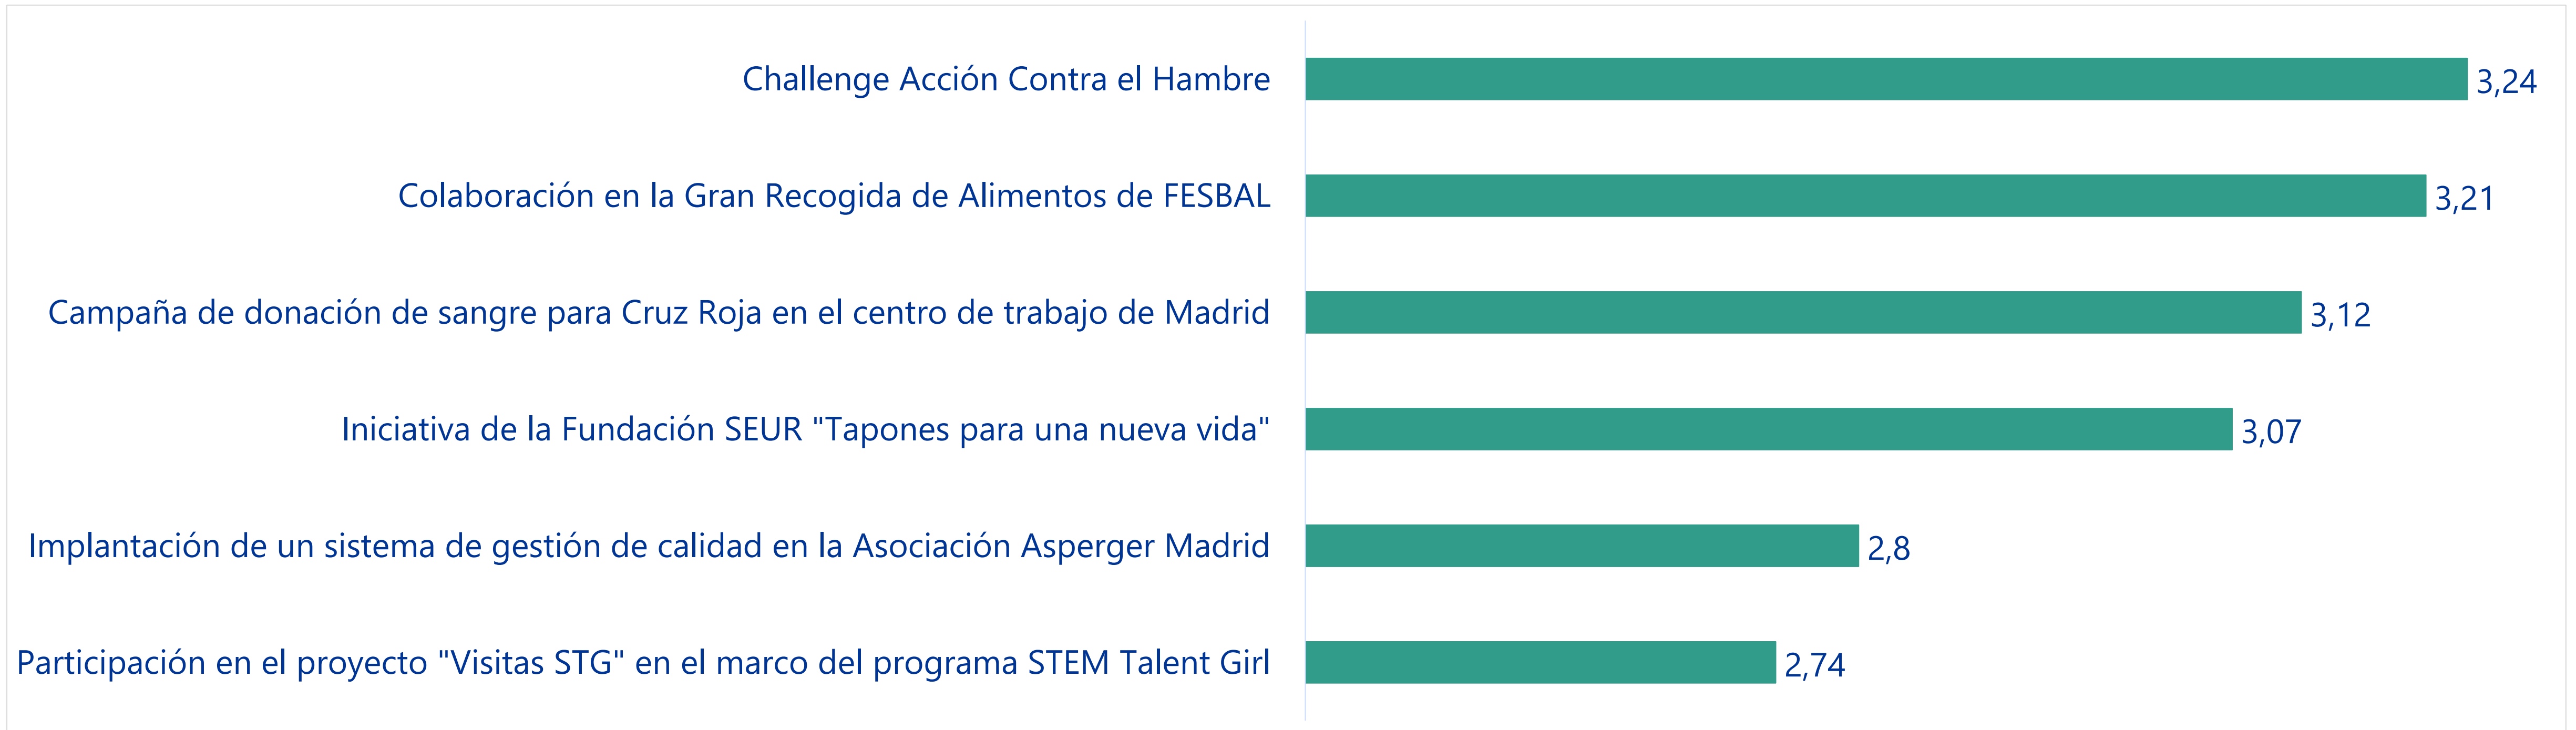 Challenge Acción Contra el Hambre 3,24
Colaboración en la Gran Recogida de Alimentos de FESBAL 3,21
Campaña de donación de sangre para Cruz Roja en el centro de trabajo de Madrid 3,12
Iniciativa de la Fundación SEUR "Tapones para una nueva vida" 3,07
Implantación de un sistema de gestión de calidad en la Asociación Asperger Madrid 2,8
Participación en el proyecto "Visitas STG" en el marco del programa STEM Talent Girl 2,74